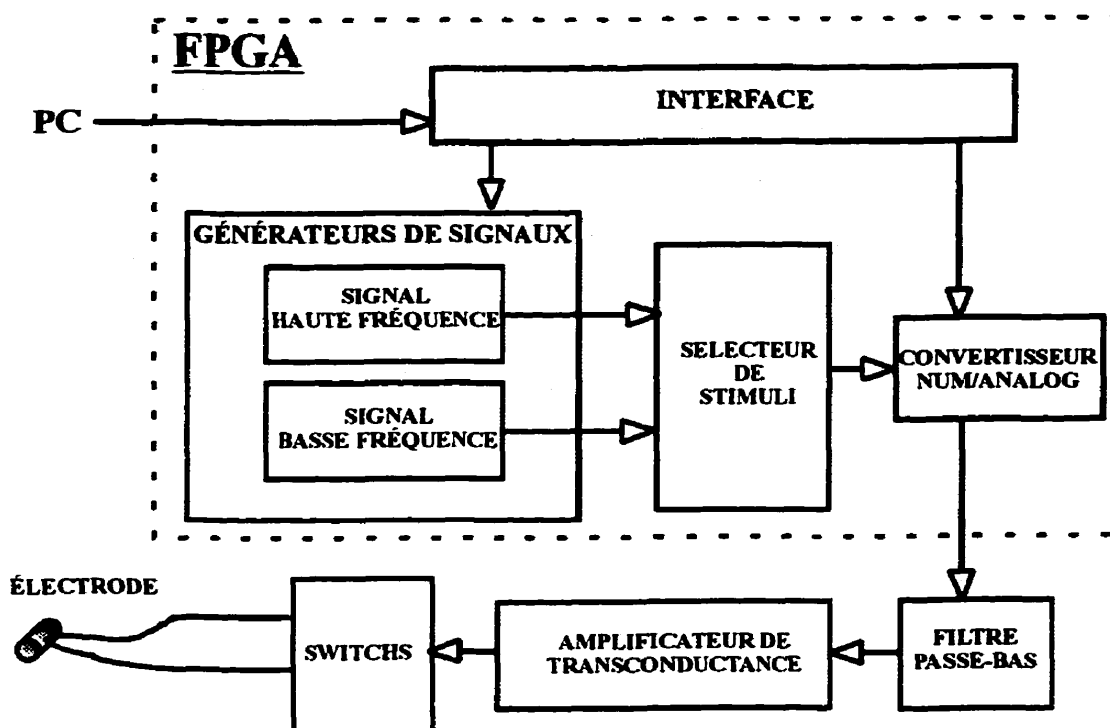 FPGA
PC
INTERFACE
GÉNÉRATEURS DE SIGNAUX
SIGNAL
HAUTE FRÉQUENCE
SIGNAL
BASSE FRÉQUENCE
SELECTEUR
DE
STIMULI
CONVERTISSEUR
NUM/ANALOG
ÉLECTRODE
SWITCHS
AMPLIFICATEUR DE
TRANSCONDUCTANCE
FILTRE
PASSE-BAS